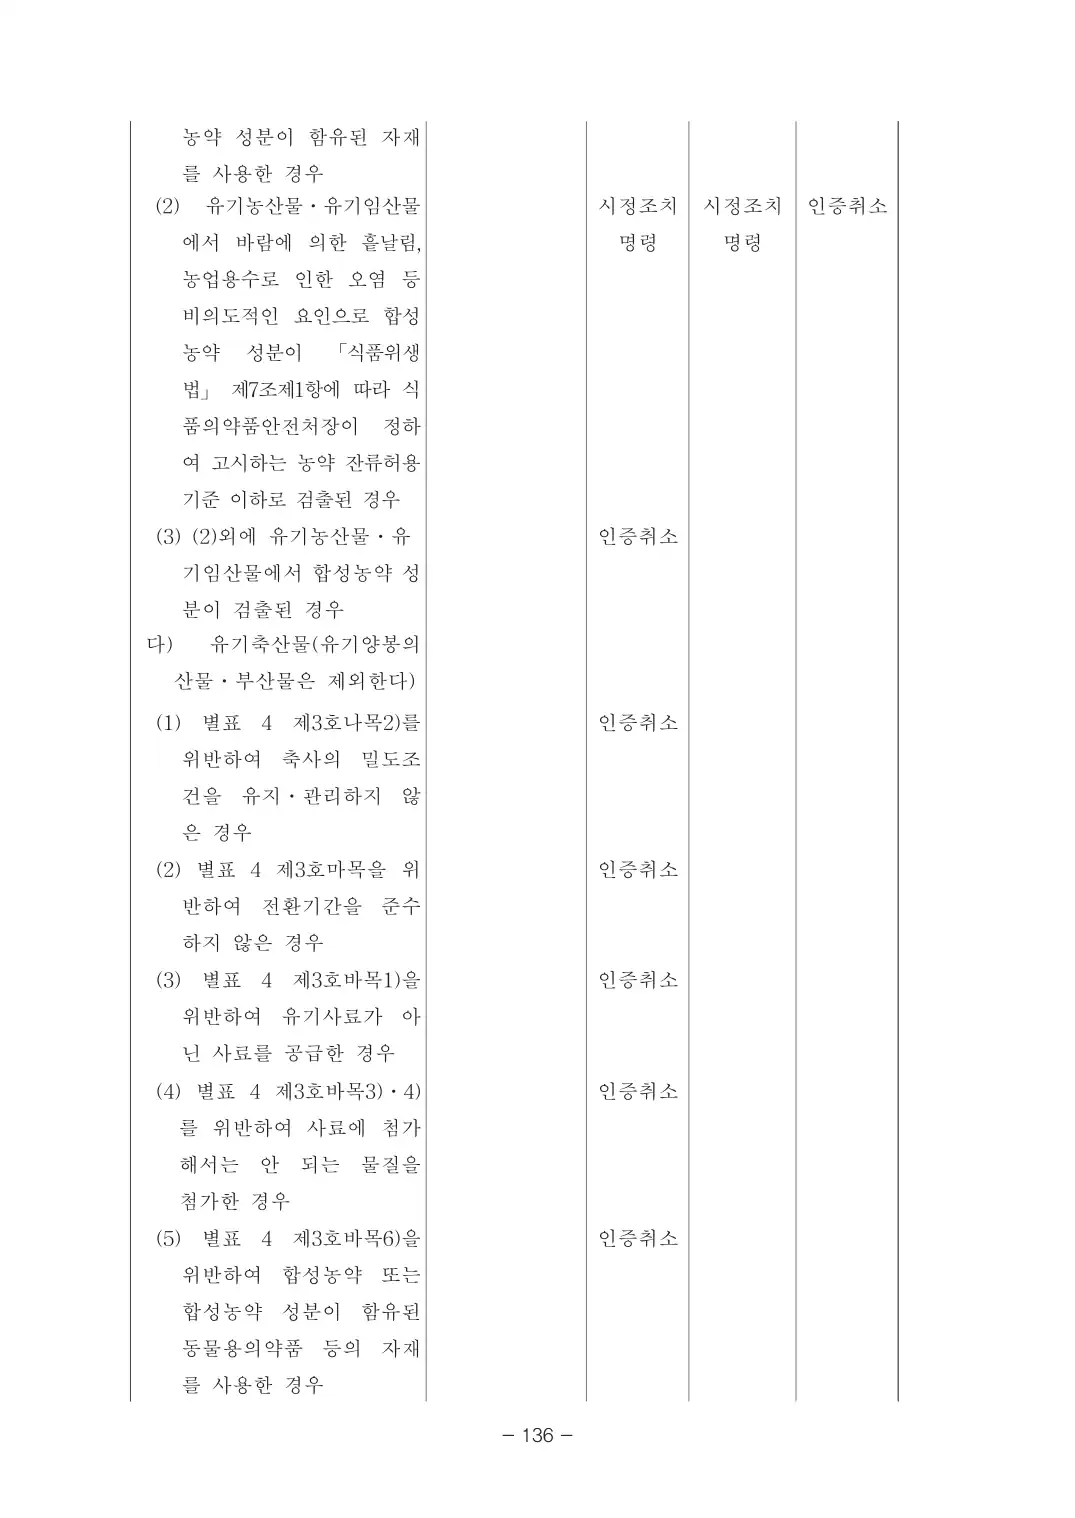 농약 성분이 함유된 자재
를 사용한 경우
(2) 유기농산물·유기임산물 시정조치 시정조치 인증취소
에서 바람에 의한 흩날림, 명령 명령
농업용수로 인한 오염 등
비의도적인 요인으로 합성
농약 성분이 「식품위생
법」 제7조제1항에 따라 식
품의약품안전처장이 정하
여 고시하는 농약 잔류허용
기준 이하로 검출된 경우
(3) (2)외에 유기농산물·유 인증취소
기임산물에서 합성농약 성
분이 검출된 경우
다) 유기축산물(유기양봉의
산물·부산물은 제외한다)
(1) 별표 4 제3호나목2)를 인증취소
위반하여 축사의 밀도조
건을 유지·관리하지 않
은 경우
(2) 별표 4 제3호마목을 위 인증취소
반하여 전환기간을 준수
하지 않은 경우
(3) 별표 4 제3호바목1)을 인증취소
위반하여 유기사료가 아
닌 사료를 공급한 경우
(4) 별표 4 제3호바목3)·4) 인증취소
를 위반하여 사료에 첨가
해서는 안 되는 물질을
첨가한 경우
(5) 별표 4 제3호바목6)을 인증취소
위반하여 합성농약 또는
합성농약 성분이 함유된
동물용의약품 등의 자재
를 사용한 경우
- 136 -